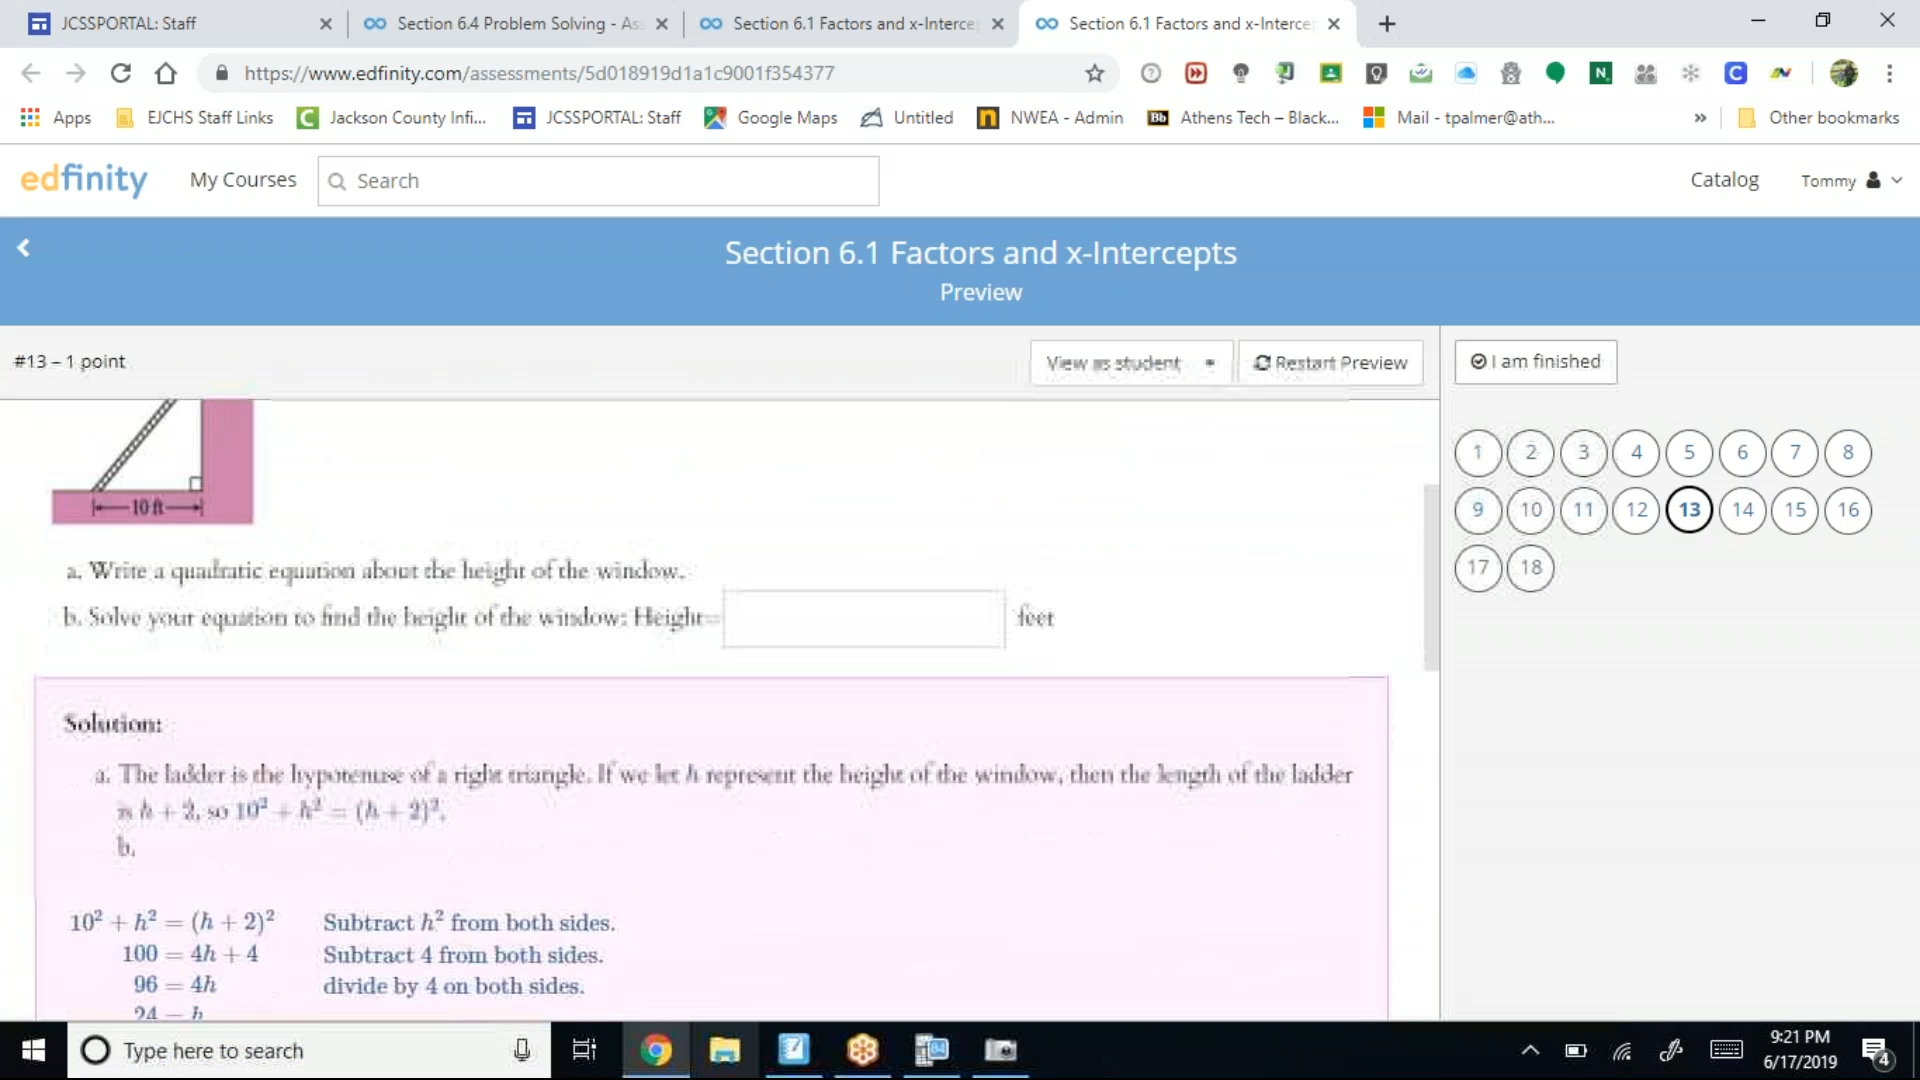 JCSSPORTAL: Staff
Section 6.4 Problem Solving - As
Section 6.1 Factors and x-Interce
Section 6.1 Factors and x-Interce
https://www.edfinity.com/assessments/5d018919d1a1c9001f354377
Apps
EJCHS Staff Links
Jackson County Infi...
JCSSPORTAL: Staff
Google Maps
Untitled
NWEA - Admin
Bb
Athens Tech – Black...
Mail - tpalmer@ath...
»
Other bookmarks
edfinity
My Courses
Search
Catalog
Tommy
Section 6.1 Factors and x-Intercepts
Preview
#13 – 1 point
View as student
Restart Preview
I am finished
1 2 3 4 5 6 7 8
9 10 11 12 13 14 15 16
17 18
10 ft
a. Write a quadratic equation about the height of the window.
b. Solve your equation to find the height of the window: Height= feet
Solution:
a. The ladder is the hypotenuse of a right triangle. If we let h represent the height of the window, then the length of the ladder
is h + 2, so 10² + h² = (h + 2)².
b.
10² + h² = (h + 2)² Subtract h² from both sides.
100 = 4h + 4 Subtract 4 from both sides.
96 = 4h divide by 4 on both sides.
24 = h
Type here to search
9:21 PM
6/17/2019
4